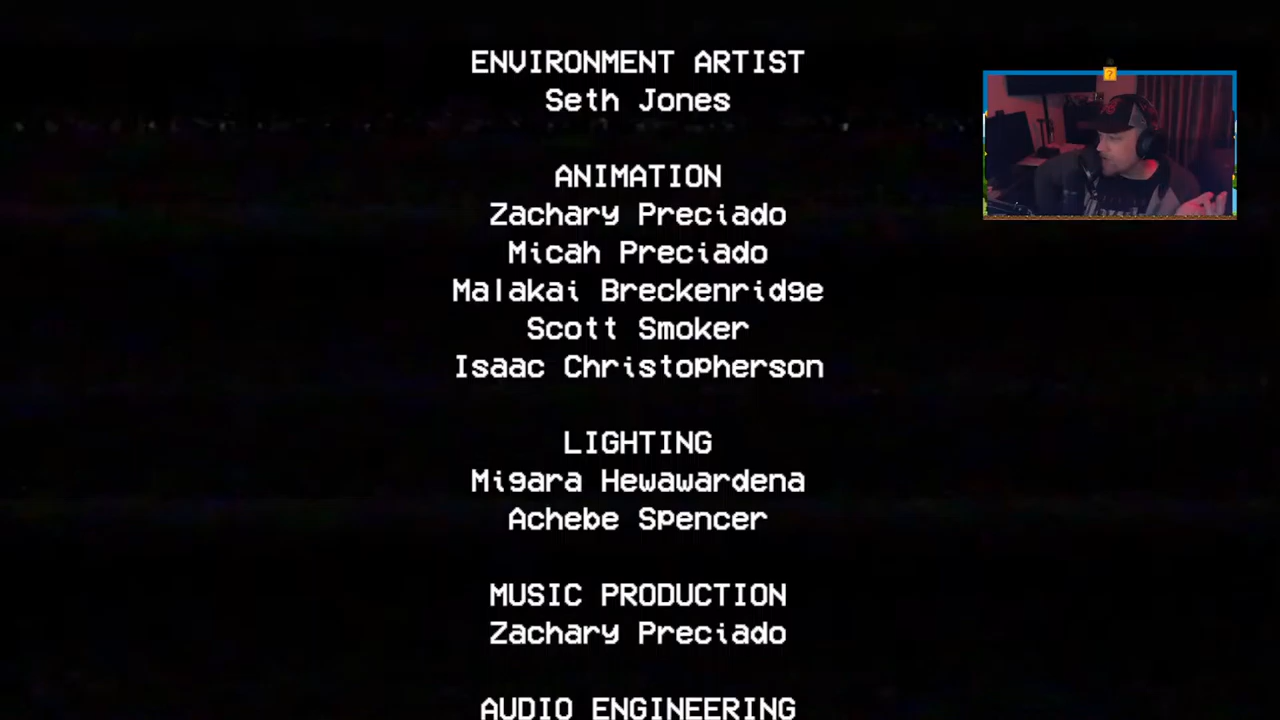 ENVIRONMENT ARTIST
Seth Jones
ANIMATION
Zachary Preciado
Micah Preciado
Malakai Breckenridge
Scott Smoker
Isaac Christopherson
LIGHTING
Migara Hewawardena
Achebe Spencer
MUSIC PRODUCTION
Zachary Preciado
AUDIO ENGINEERING